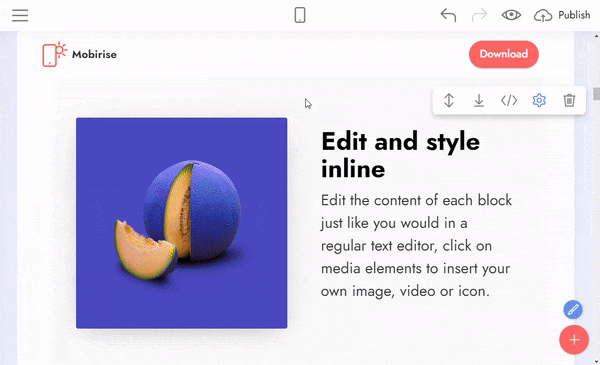 Publish
Mobirise
Download
</>
Edit and style
inline
Edit the content of each block
just like you would in a
regular text editor, click on
media elements to insert your
own image, video or icon.